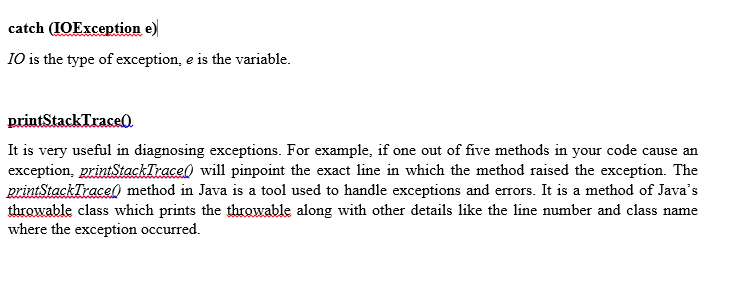 catch (IOException e)
IO is the type of exception, e is the variable.
printStackTrace()
It is very useful in diagnosing exceptions. For example, if one out of five methods in your code cause an
exception, printStackTrace() will pinpoint the exact line in which the method raised the exception. The
printStackTrace() method in Java is a tool used to handle exceptions and errors. It is a method of Java’s
throwable class which prints the throwable along with other details like the line number and class name
where the exception occurred.